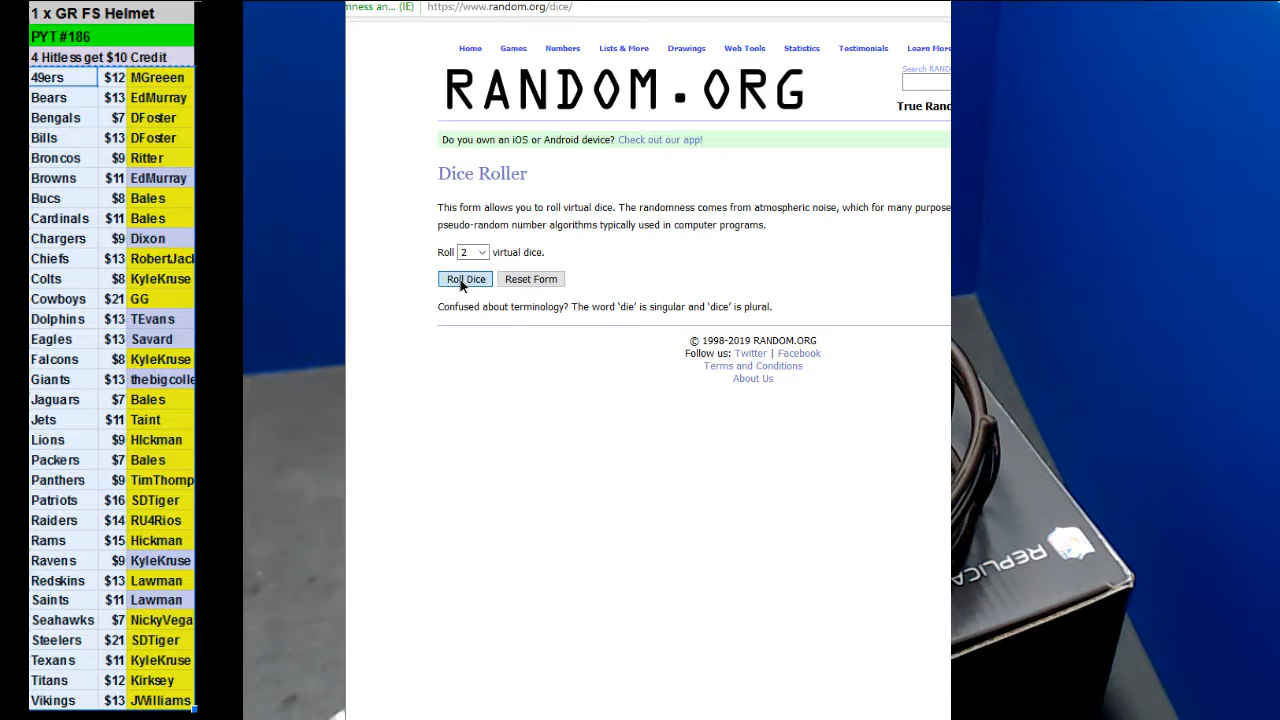 1 x GR FS Helmet
PYT #186
4 Hitless get $10 Credit
49ers $12 MGreeen
Bears $13 EdMurray
Bengals $7 DFoster
Bills $13 DFoster
Broncos $9 Ritter
Browns $11 EdMurray
Bucs $8 Bales
Cardinals $11 Bales
Chargers $9 Dixon
Chiefs $13 RobertJack
Colts $8 KyleKruse
Cowboys $21 GG
Dolphins $13 TEvans
Eagles $13 Savard
Falcons $8 KyleKruse
Giants $13 thebigcolle
Jaguars $7 Bales
Jets $11 Taint
Lions $9 HIckman
Packers $7 Bales
Panthers $9 TimThomp
Patriots $16 SDTiger
Raiders $14 RU4Rios
Rams $15 Hickman
Ravens $9 KyleKruse
Redskins $13 Lawman
Saints $11 Lawman
Seahawks $7 NickyVega
Steelers $21 SDTiger
Texans $11 KyleKruse
Titans $12 Kirksey
Vikings $13 JWilliams
mness an... (IE) https://www.random.org/dice/
Home Games Numbers Lists & More Drawings Web Tools Statistics Testimonials Learn More
RANDOM.ORG
Search RAND
True Rand
Do you own an iOS or Android device? Check out our app!
Dice Roller
This form allows you to roll virtual dice. The randomness comes from atmospheric noise, which for many purpose
pseudo-random number algorithms typically used in computer programs.
Roll 2 virtual dice.
Roll Dice Reset Form
Confused about terminology? The word ‘die’ is singular and ‘dice’ is plural.
© 1998-2019 RANDOM.ORG
Follow us: Twitter | Facebook
Terms and Conditions
About Us
REPLICA